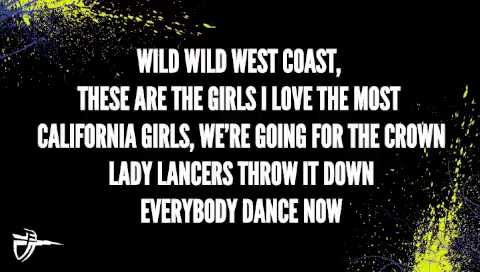 WILD WILD WEST COAST,
THESE ARE THE GIRLS I LOVE THE MOST
CALIFORNIA GIRLS, WE'RE GOING FOR THE CROWN
LADY LANCERS THROW IT DOWN
EVERYBODY DANCE NOW